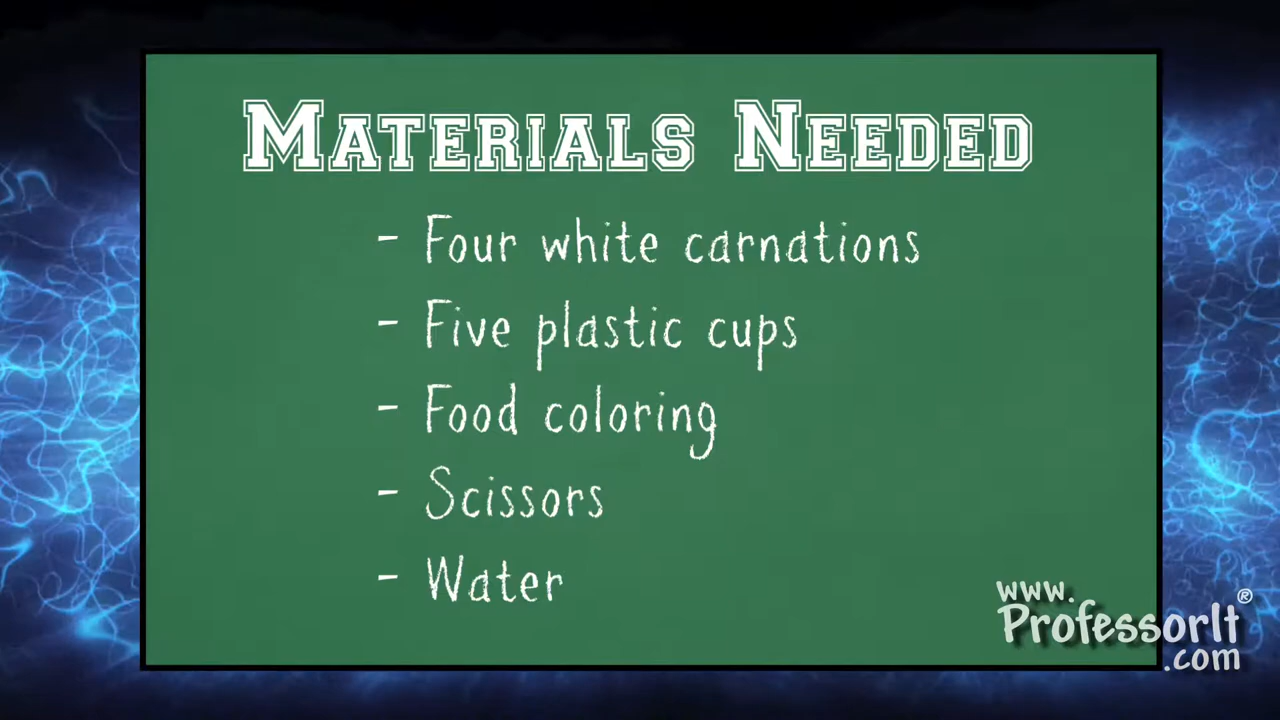 MATERIALS NEEDED
- Four white carnations
- Five plastic cups
- Food coloring
- Scissors
- Water
www.
ProfessorIt®
.com